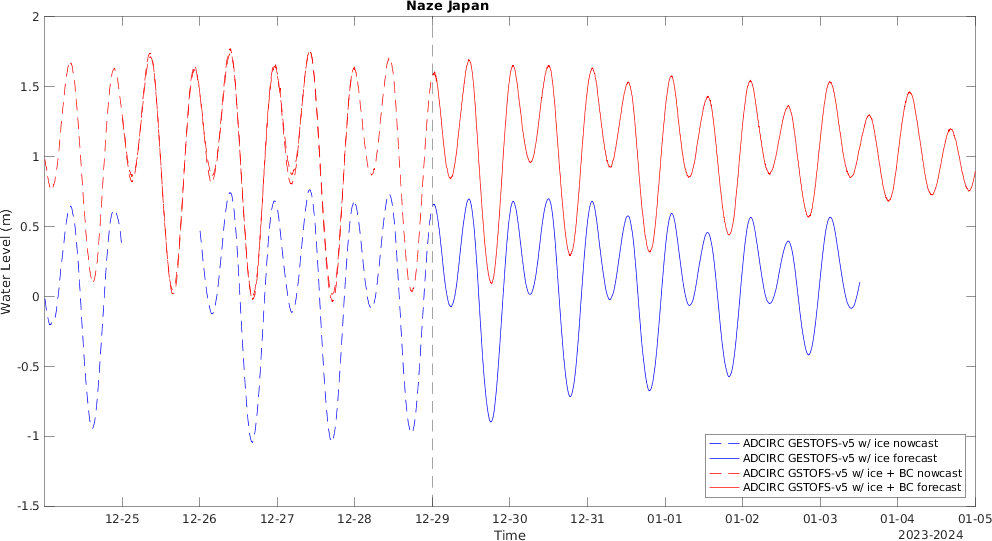 Naze Japan
2
1.5
1
0.5
0
-0.5
-1
-1.5
Water Level (m)
12-25 12-26 12-27 12-28 12-29 12-30 12-31 01-01 01-02 01-03 01-04 01-05
Time
2023-2024
ADCIRC GESTOFS-v5 w/ ice nowcast
ADCIRC GESTOFS-v5 w/ ice forecast
ADCIRC GSTOFS-v5 w/ ice + BC nowcast
ADCIRC GSTOFS-v5 w/ ice + BC forecast